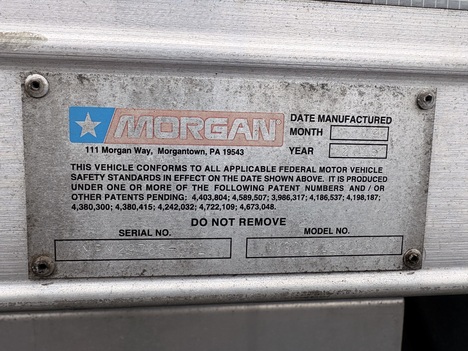 MORGAN
111 Morgan Way, Morgantown, PA 19543
DATE MANUFACTURED
MONTH
YEAR
THIS VEHICLE CONFORMS TO ALL APPLICABLE FEDERAL MOTOR VEHICLE
SAFETY STANDARDS IN EFFECT ON THE DATE SHOWN ABOVE. IT IS PRODUCED
UNDER ONE OR MORE OF THE FOLLOWING PATENT NUMBERS AND / OR
OTHER PATENTS PENDING; 4,403,804; 4,589,507; 3,986,317; 4,186,537; 4,198,187;
4,380,300; 4,380,415; 4,242,032; 4,722,109; 4,673,048.
DO NOT REMOVE
SERIAL NO.
MODEL NO.